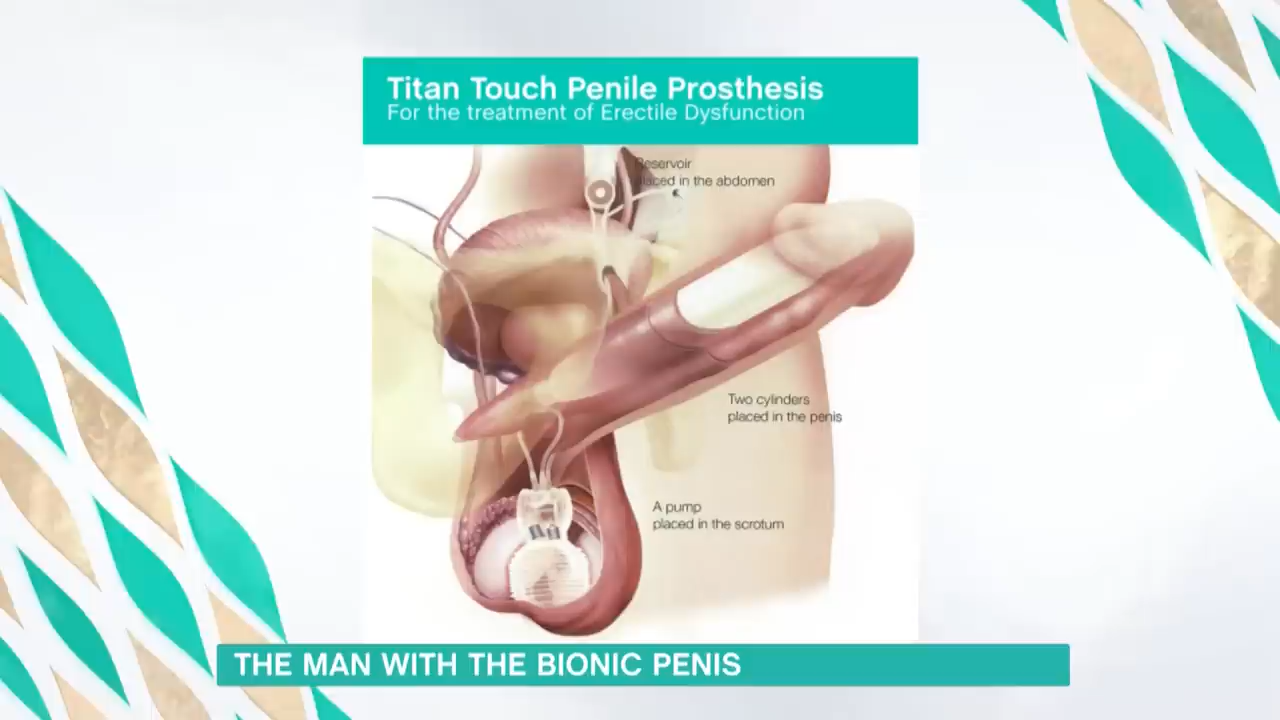 Titan Touch Penile Prosthesis
For the treatment of Erectile Dysfunction
Reservoir
placed in the abdomen
Two cylinders
placed in the penis
A pump
placed in the scrotum
THE MAN WITH THE BIONIC PENIS